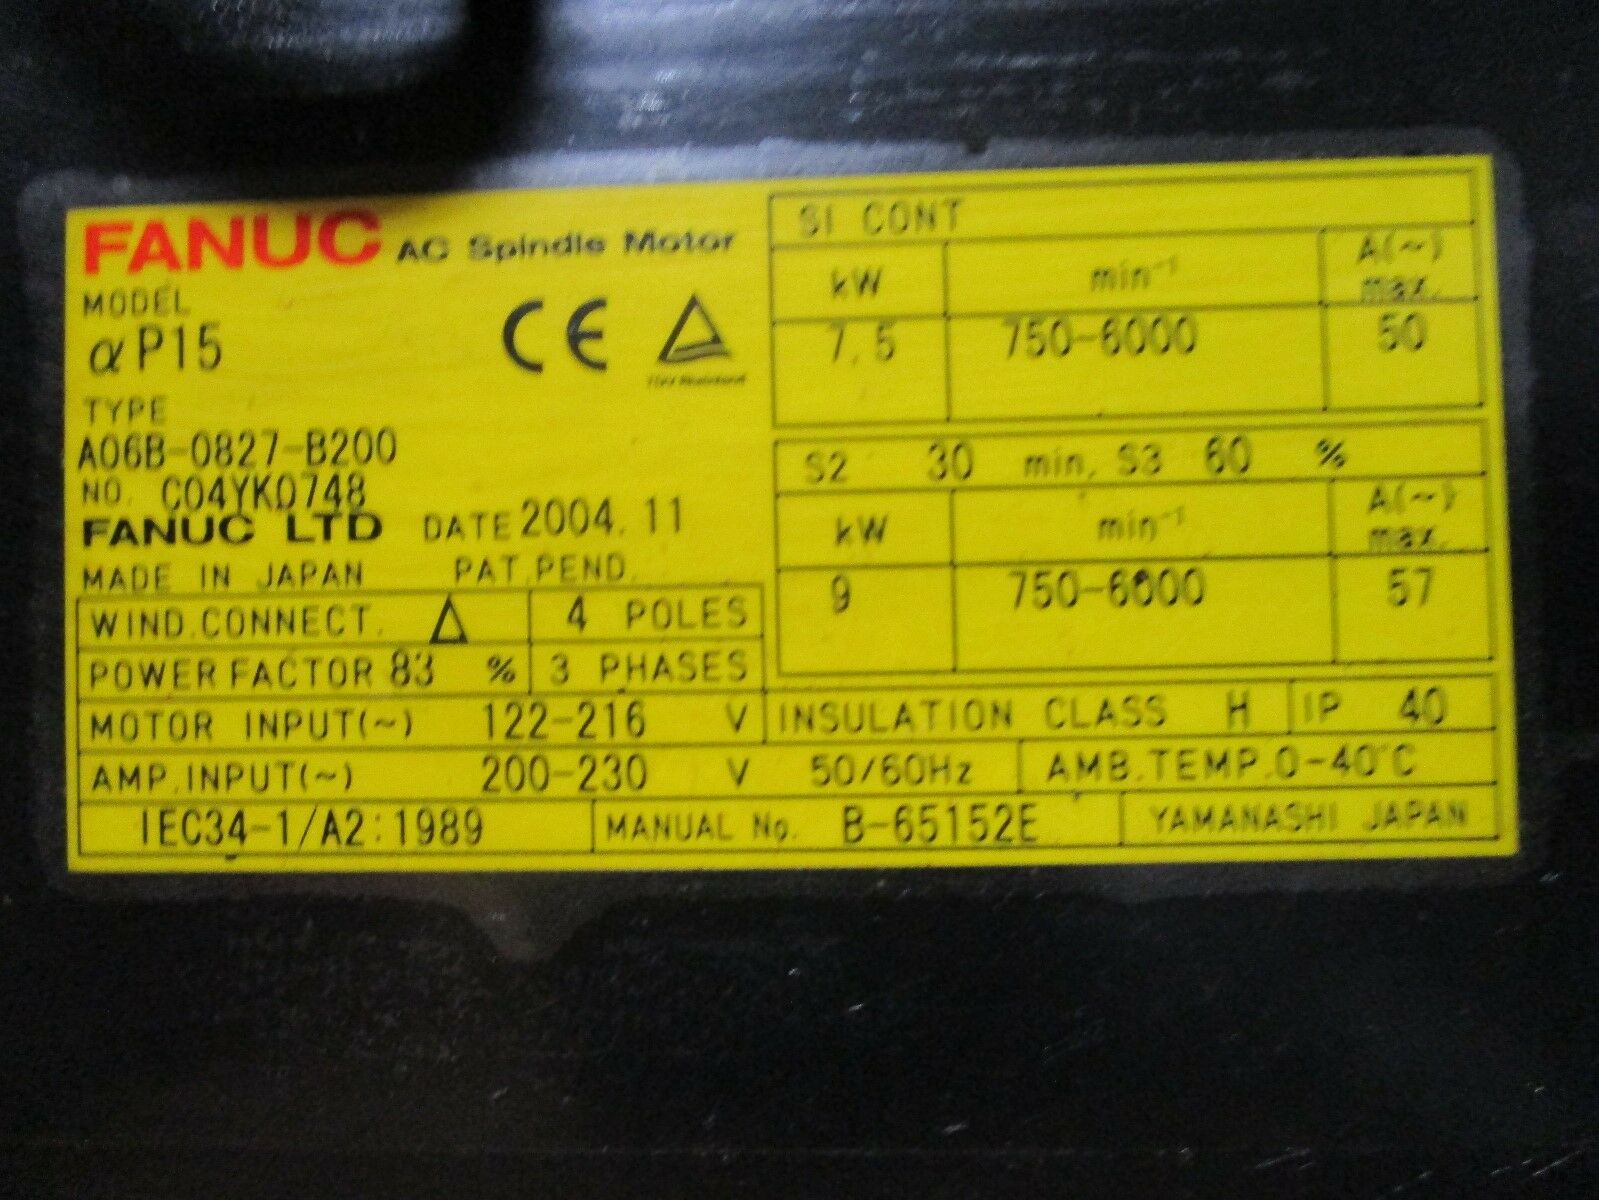 FANUC AC Spindle Motor
MODEL
αP15
CE
TYPE
A06B-0827-B200
NO. C04YK0748
FANUC LTD DATE 2004.11
MADE IN JAPAN PAT.PEND.
WIND.CONNECT. Δ 4 POLES
POWER FACTOR 83 % 3 PHASES
SI CONT
kW min⁻¹ A(~) max.
7,5 750-6000 50
S2 30 min, S3 60 %
kW min⁻¹ A(~) max.
9 750-6000 57
MOTOR INPUT(~) 122-216 V INSULATION CLASS H IP 40
AMP.INPUT(~) 200-230 V 50/60Hz AMB.TEMP.0-40°C
IEC34-1/A2:1989 MANUAL No. B-65152E YAMANASHI JAPAN